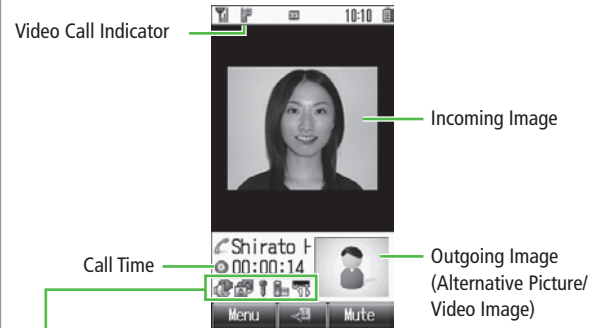 10:10
Video Call Indicator
Incoming Image
Shirato H
Call Time
00:00:14
Outgoing Image
(Alternative Picture/
Video Image)
Menu
Mute